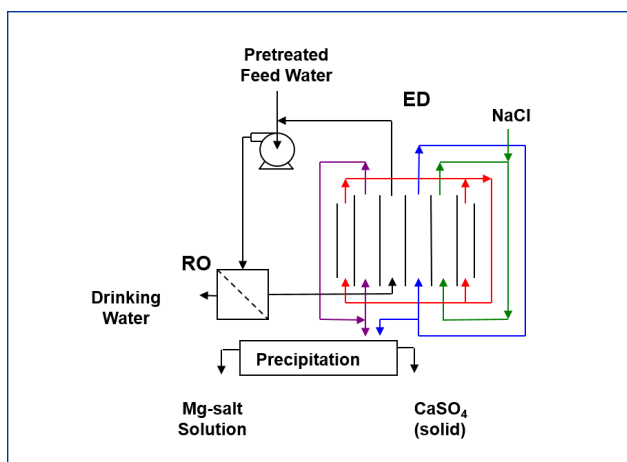 Pretreated
Feed Water
ED
NaCl
RO
Drinking
Water
Precipitation
Mg-salt
Solution
CaSO₄
(solid)